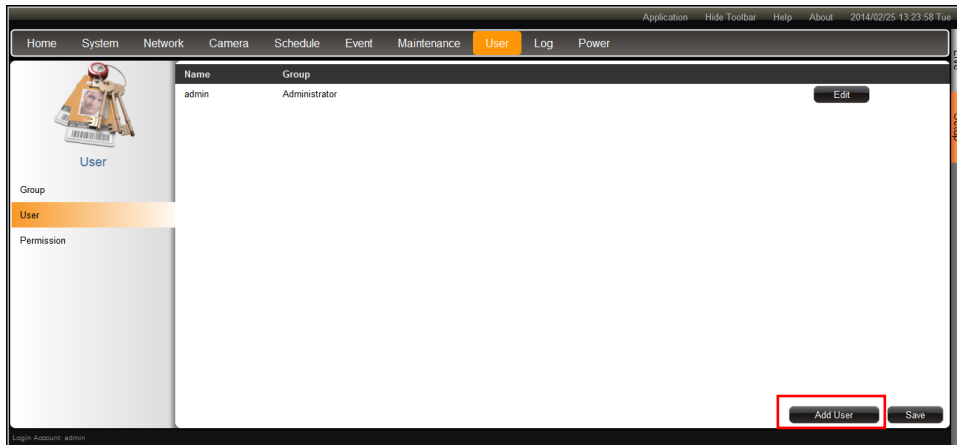 Application Hide Toolbar Help About 2014/02/25 13:23:58 Tue
Home System Network Camera Schedule Event Maintenance User Log Power
Name Group
admin Administrator Edit
User
Group
User
Permission
Add User Save
Login Account: admin